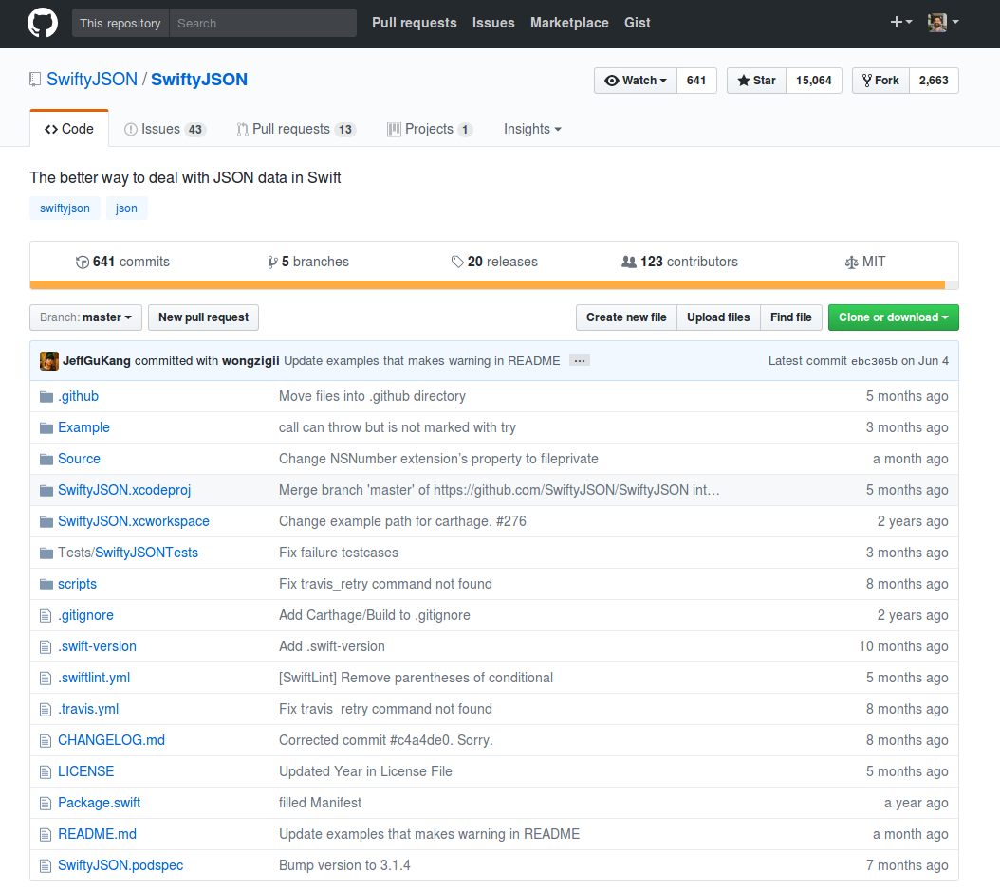 This repository Search Pull requests Issues Marketplace Gist
SwiftyJSON / SwiftyJSON Watch 641 Star 15,064 Fork 2,663
Code Issues 43 Pull requests 13 Projects 1 Insights
The better way to deal with JSON data in Swift
swiftyjson json
641 commits 5 branches 20 releases 123 contributors MIT
Branch: master New pull request Create new file Upload files Find file Clone or download
JeffGuKang committed with wongzigii Update examples that makes warning in README ... Latest commit ebc305b on Jun 4
.github Move files into .github directory 5 months ago
Example call can throw but is not marked with try 3 months ago
Source Change NSNumber extension's property to fileprivate a month ago
SwiftyJSON.xcodeproj Merge branch 'master' of https://github.com/SwiftyJSON/SwiftyJSON int… 5 months ago
SwiftyJSON.xcworkspace Change example path for carthage. #276 2 years ago
Tests/SwiftyJSONTests Fix failure testcases 3 months ago
scripts Fix travis_retry command not found 8 months ago
.gitignore Add Carthage/Build to .gitignore 2 years ago
.swift-version Add .swift-version 10 months ago
.swiftlint.yml [SwiftLint] Remove parentheses of conditional 5 months ago
.travis.yml Fix travis_retry command not found 8 months ago
CHANGELOG.md Corrected commit #c4a4de0. Sorry. 8 months ago
LICENSE Updated Year in License File 5 months ago
Package.swift filled Manifest a year ago
README.md Update examples that makes warning in README a month ago
SwiftyJSON.podspec Bump version to 3.1.4 7 months ago